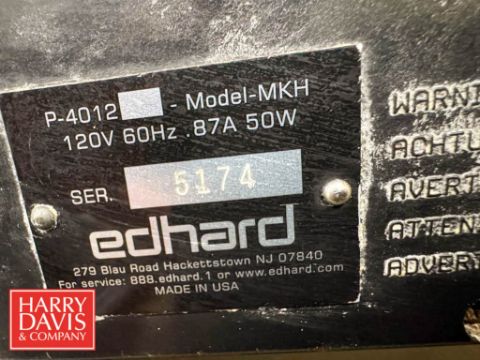 P-4012 - Model-MKH
120V 60Hz .87A 50W
SER. 5174
edhard
279 Blau Road Hackettstown NJ 07840
For service: 888.edhard.1 or www.edhard.com
MADE IN USA
WARNI
ACHTU
AVERT
ATTEN
ADVERT
HARRY
DAVIS
& COMPANY